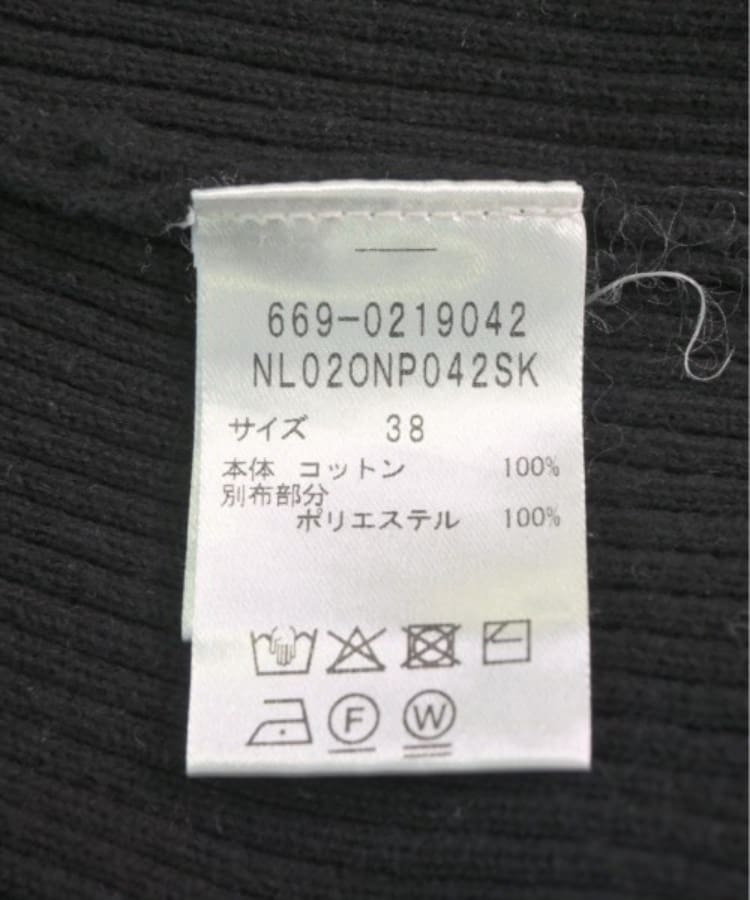 669-0219042
NL020NP042SK
サイズ 38
本体 コットン 100%
別布部分
ポリエステル 100%
F W